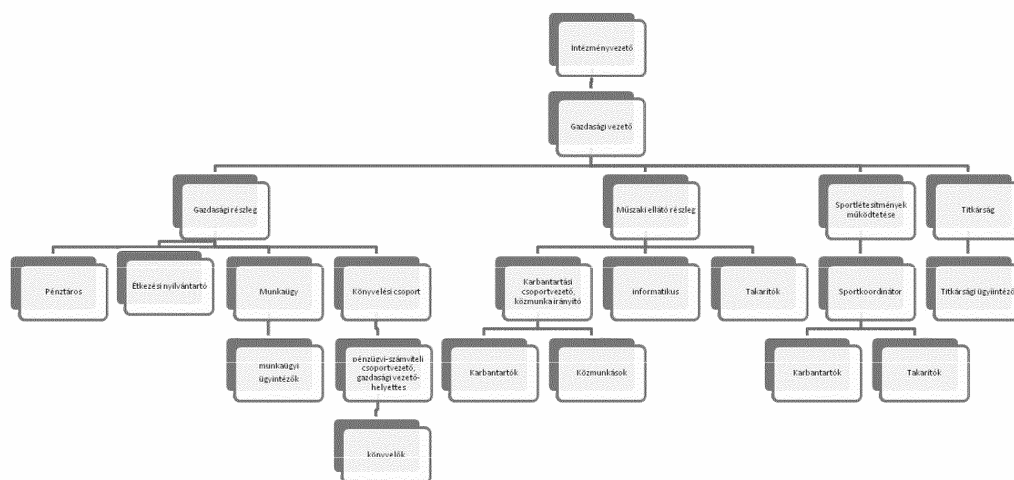 Intézményvezető
Gazdasági vezető
Gazdasági részleg
Műszaki ellátó részleg
Sportlétesítmények
működtetése
Titkárság
Pénztáros
Étkezési nyilvántartó
Munkaügy
Könyvelési csoport
Karbantartási
csoportvezető,
közmunka irányító
informatikus
Takarítók
Sportkoordinátor
Titkársági ügyintéző
munkaügyi
ügyintézők
pénzügyi-számviteli
csoportvezető,
gazdasági vezető-
helyettes
Karbantartók
Közmunkások
Karbantartók
Takarítók
könyvelők